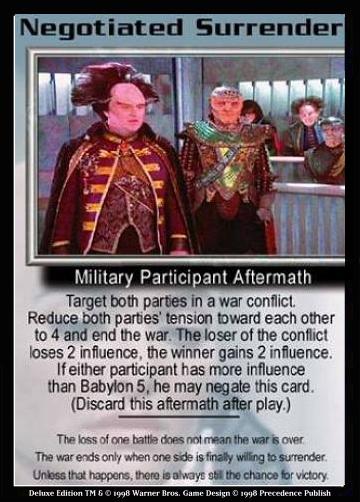 Negotiated Surrender
Military Participant Aftermath
Target both parties in a war conflict.
Reduce both parties' tension toward each other
to 4 and end the war. The loser of the conflict
loses 2 influence, the winner gains 2 influence.
If either participant has more influence
than Babylon 5, he may negate this card.
(Discard this aftermath after play.)
The loss of one battle does not mean the war is over.
The war ends only when one side is finally willing to surrender.
Unless that happens, there is always still the chance for victory.
Deluxe Edition TM & © 1998 Warner Bros. Game Design © 1998 Precedence Publish